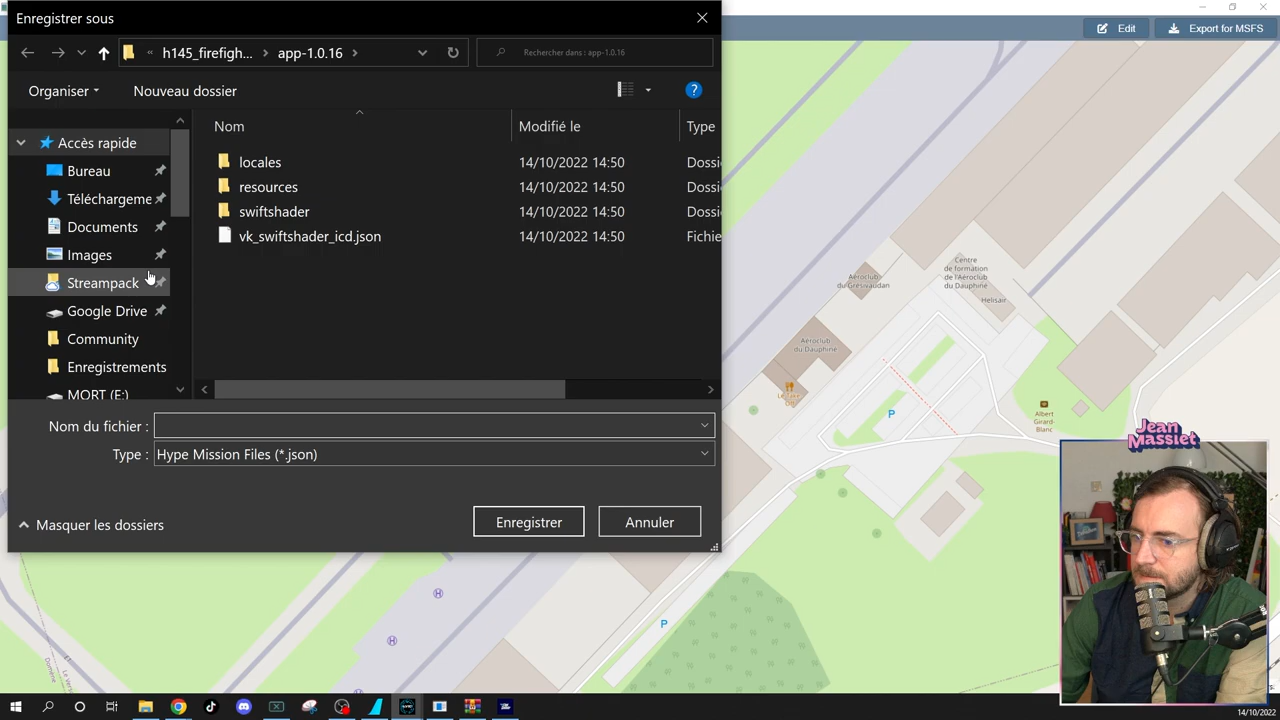 Enregistrer sous
Edit
Export for MSFS
« h145_firefigh... > app-1.0.16 >
Rechercher dans : app-1.0.16
Organiser
Nouveau dossier
?
Nom
Modifié le
Type
Accès rapide
Bureau
Téléchargeme
Documents
Images
Streampack
Google Drive
Community
Enregistrements
MORT (E:)
locales 14/10/2022 14:50 Dossi
resources 14/10/2022 14:50 Dossi
swiftshader 14/10/2022 14:50 Dossi
vk_swiftshader_icd.json 14/10/2022 14:50 Fichie
Nom du fichier :
Type : Hype Mission Files (*.json)
Masquer les dossiers
Enregistrer
Annuler
Centre
de formation
de l'Aéroclub
du Dauphine
Helisair
Aéroclub
du Grésivaudan
Aéroclub
du Dauphine
P
Albert
Girard-
Blanc
H
H
P
Jean
Massiet
14/10/2022